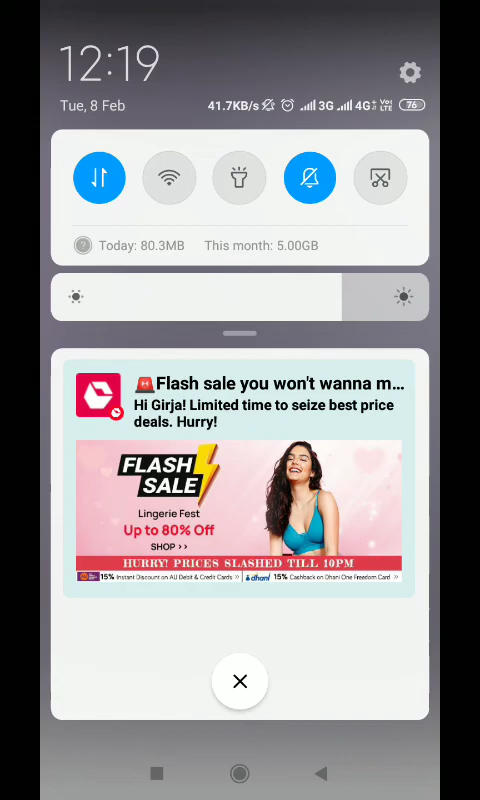 12:19
Tue, 8 Feb
41.7KB/s 3G 4G Vo LTE 76
Today: 80.3MB This month: 5.00GB
🚨Flash sale you won't wanna m...
Hi Girja! Limited time to seize best price
deals. Hurry!
FLASH
SALE
Lingerie Fest
Up to 80% Off
SHOP >>
HURRY! PRICES SLASHED TILL 10PM
15% Instant Discount on AU Debit & Credit Cards >> dhani 15% Cashback on Dhani One Freedom Card >>